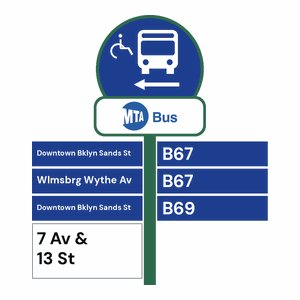 MTA Bus
Downtown Bklyn Sands St B67
Wlmsbrg Wythe Av B67
Downtown Bklyn Sands St B69
7 Av &
13 St